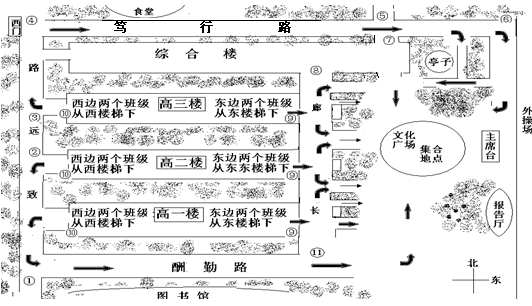 食堂
西门
④
笃行路
⑤
⑥
综合楼
⑦
亭子
⑧
路
西边两个班级
从西楼梯下
高三楼
东边两个班级
从东楼梯下
⑩
⑨
廊
外操场
③
远
文化
广场
集合
地点
主席台
②
西边两个班级
从西楼梯下
高二楼
东边两个班级
从东东楼梯下
⑩
⑨
致
西边两个班级
从西楼梯下
高一楼
东边两个班级
从东楼梯下
⑩
⑨
长
报告厅
⑪
酬勤路
①
图书馆
北
东